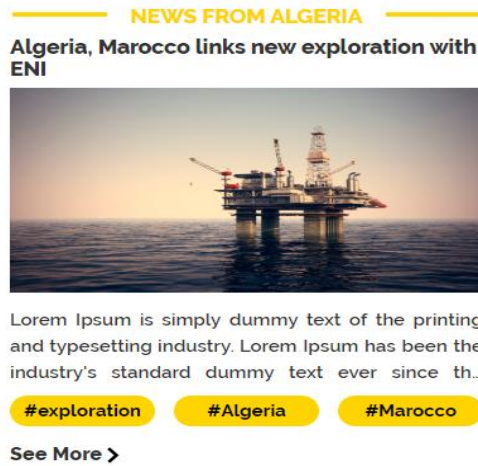 NEWS FROM ALGERIA
Algeria, Marocco links new exploration with
ENI
Lorem Ipsum is simply dummy text of the printing
and typesetting industry. Lorem Ipsum has been the
industry's standard dummy text ever since th...
#exploration #Algeria #Marocco
See More